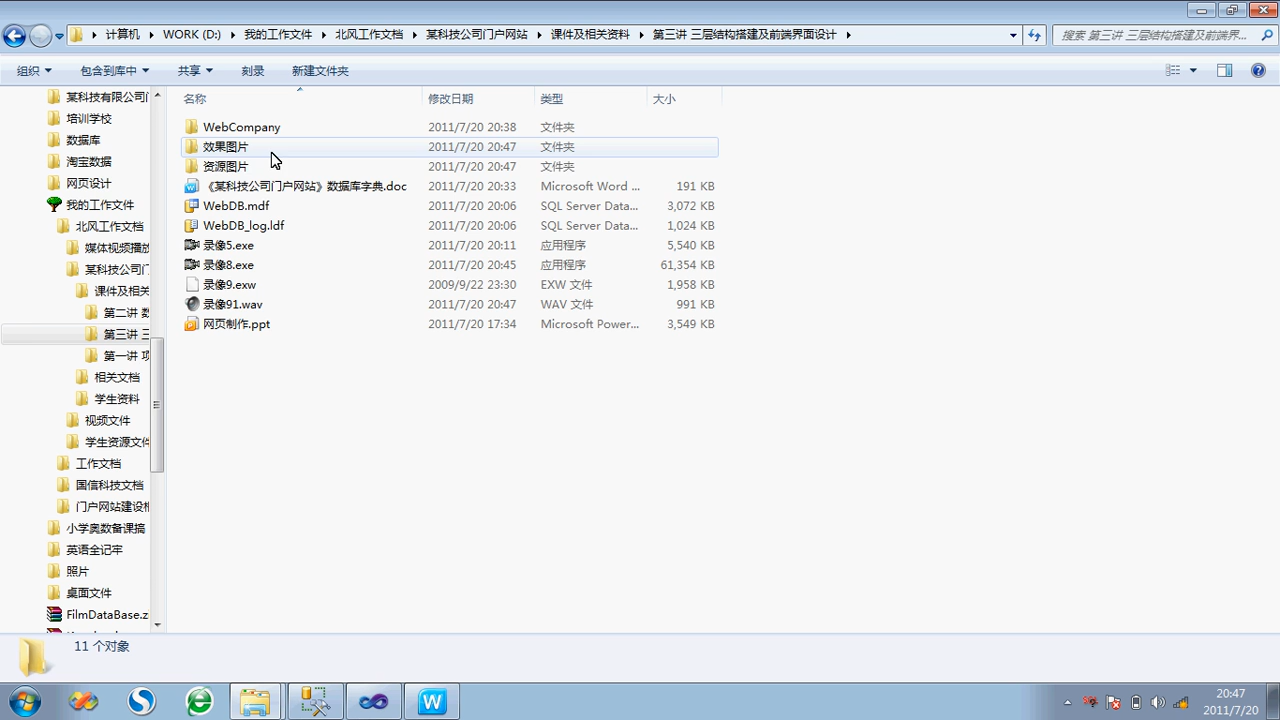 计算机 WORK (D:) 我的工作文件 北风工作文档 某科技公司门户网站 课件及相关资料 第三讲 三层结构搭建及前端界面设计
搜索 第三讲 三层结构搭建及前端界...
组织 包含到库中 共享 刻录 新建文件夹
某科技有限公司门
培训学校
数据库
淘宝数据
网页设计
我的工作文件
北风工作文档
媒体视频播放
某科技公司门
课件及相关
第二讲 数
第三讲 三
第一讲 项
相关文档
学生资料
视频文件
学生资源文件
工作文档
国信科技文档
门户网站建设相
小学奥数备课搞
英语全记牢
照片
桌面文件
FilmDataBase.z
名称 修改日期 类型 大小
WebCompany 2011/7/20 20:38 文件夹
效果图片 2011/7/20 20:47 文件夹
资源图片 2011/7/20 20:47 文件夹
《某科技公司门户网站》数据库字典.doc 2011/7/20 20:33 Microsoft Word ... 191 KB
WebDB.mdf 2011/7/20 20:06 SQL Server Data... 3,072 KB
WebDB_log.ldf 2011/7/20 20:06 SQL Server Data... 1,024 KB
录像5.exe 2011/7/20 20:11 应用程序 5,540 KB
录像8.exe 2011/7/20 20:45 应用程序 61,354 KB
录像9.exw 2009/9/22 23:30 EXW 文件 1,958 KB
录像91.wav 2011/7/20 20:47 WAV 文件 991 KB
网页制作.ppt 2011/7/20 17:34 Microsoft Power... 3,549 KB
11 个对象
20:47
2011/7/20